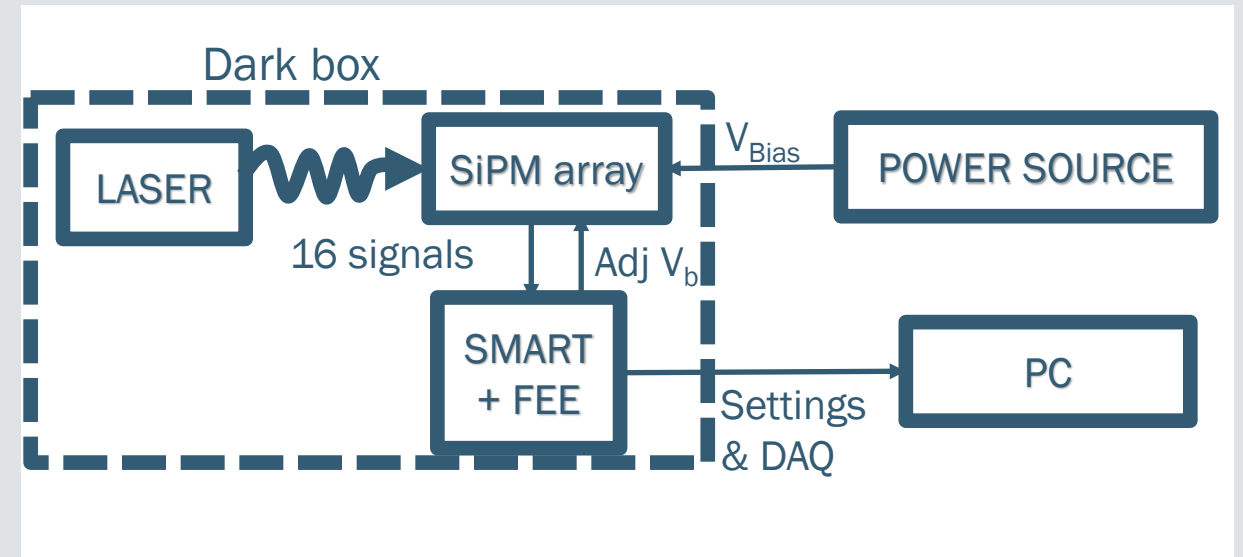 Dark box
LASER
SiPM array
V_Bias
POWER SOURCE
16 signals
Adj V_b
SMART
+ FEE
Settings
& DAQ
PC